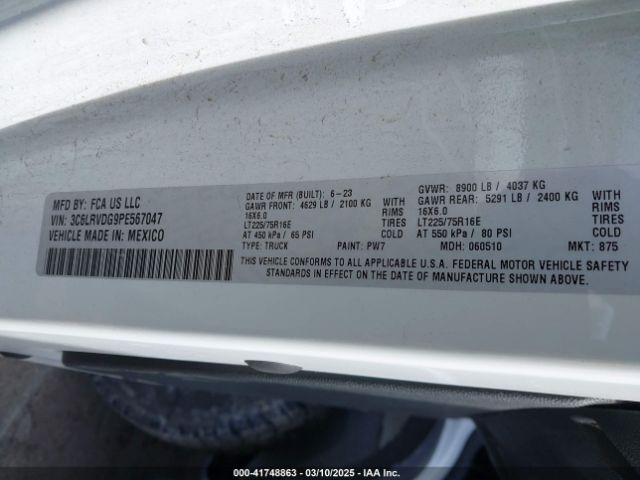 MFD BY: FCA US LLC
VIN: 3C6LRVDG9PE567047
VEHICLE MADE IN: MEXICO
DATE OF MFR (BUILT): 6-23 GVWR: 8900 LB / 4037 KG
GAWR FRONT: 4629 LB / 2100 KG WITH GAWR REAR: 5291 LB / 2400 KG WITH
16X6.0 RIMS 16X6.0 RIMS
LT225/75R16E TIRES LT225/75R16E TIRES
AT 450 kPa / 65 PSI COLD AT 550 kPa / 80 PSI COLD
TYPE: TRUCK PAINT: PW7 MDH: 060510 MKT: 875
THIS VEHICLE CONFORMS TO ALL APPLICABLE U.S.A. FEDERAL MOTOR VEHICLE SAFETY
STANDARDS IN EFFECT ON THE DATE OF MANUFACTURE SHOWN ABOVE.
000-41748863 - 03/10/2025 - IAA Inc.